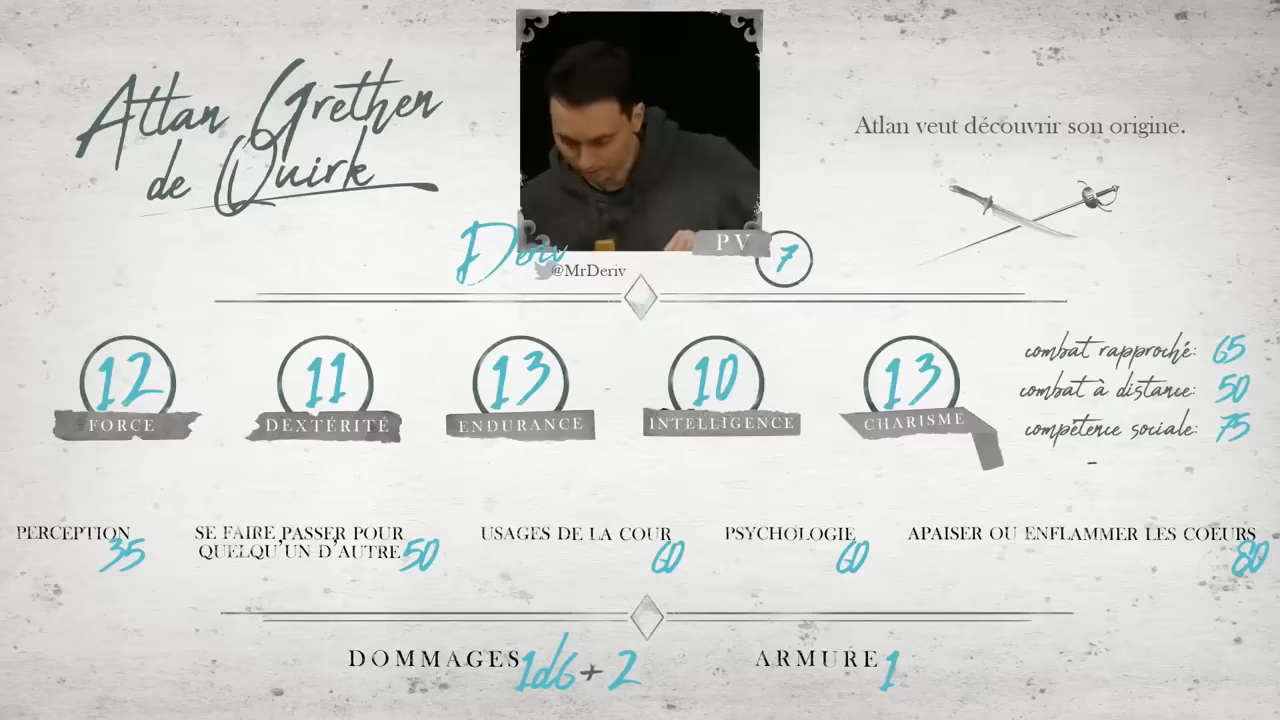 Atlan Grethen
de Quirk
Atlan veut découvrir son origine.
Deriv
@MrDeriv
PV 7
12
FORCE
11
DEXTÉRITÉ
13
ENDURANCE
10
INTELLIGENCE
13
CHARISME
combat rapproché: 65
combat à distance: 50
compétence sociale: 75
-
PERCEPTION 35
SE FAIRE PASSER POUR
QUELQU'UN D'AUTRE 50
USAGES DE LA COUR 60
PSYCHOLOGIE 60
APAISER OU ENFLAMMER LES COEURS 80
DOMMAGES 1d6 + 2
ARMURE 1